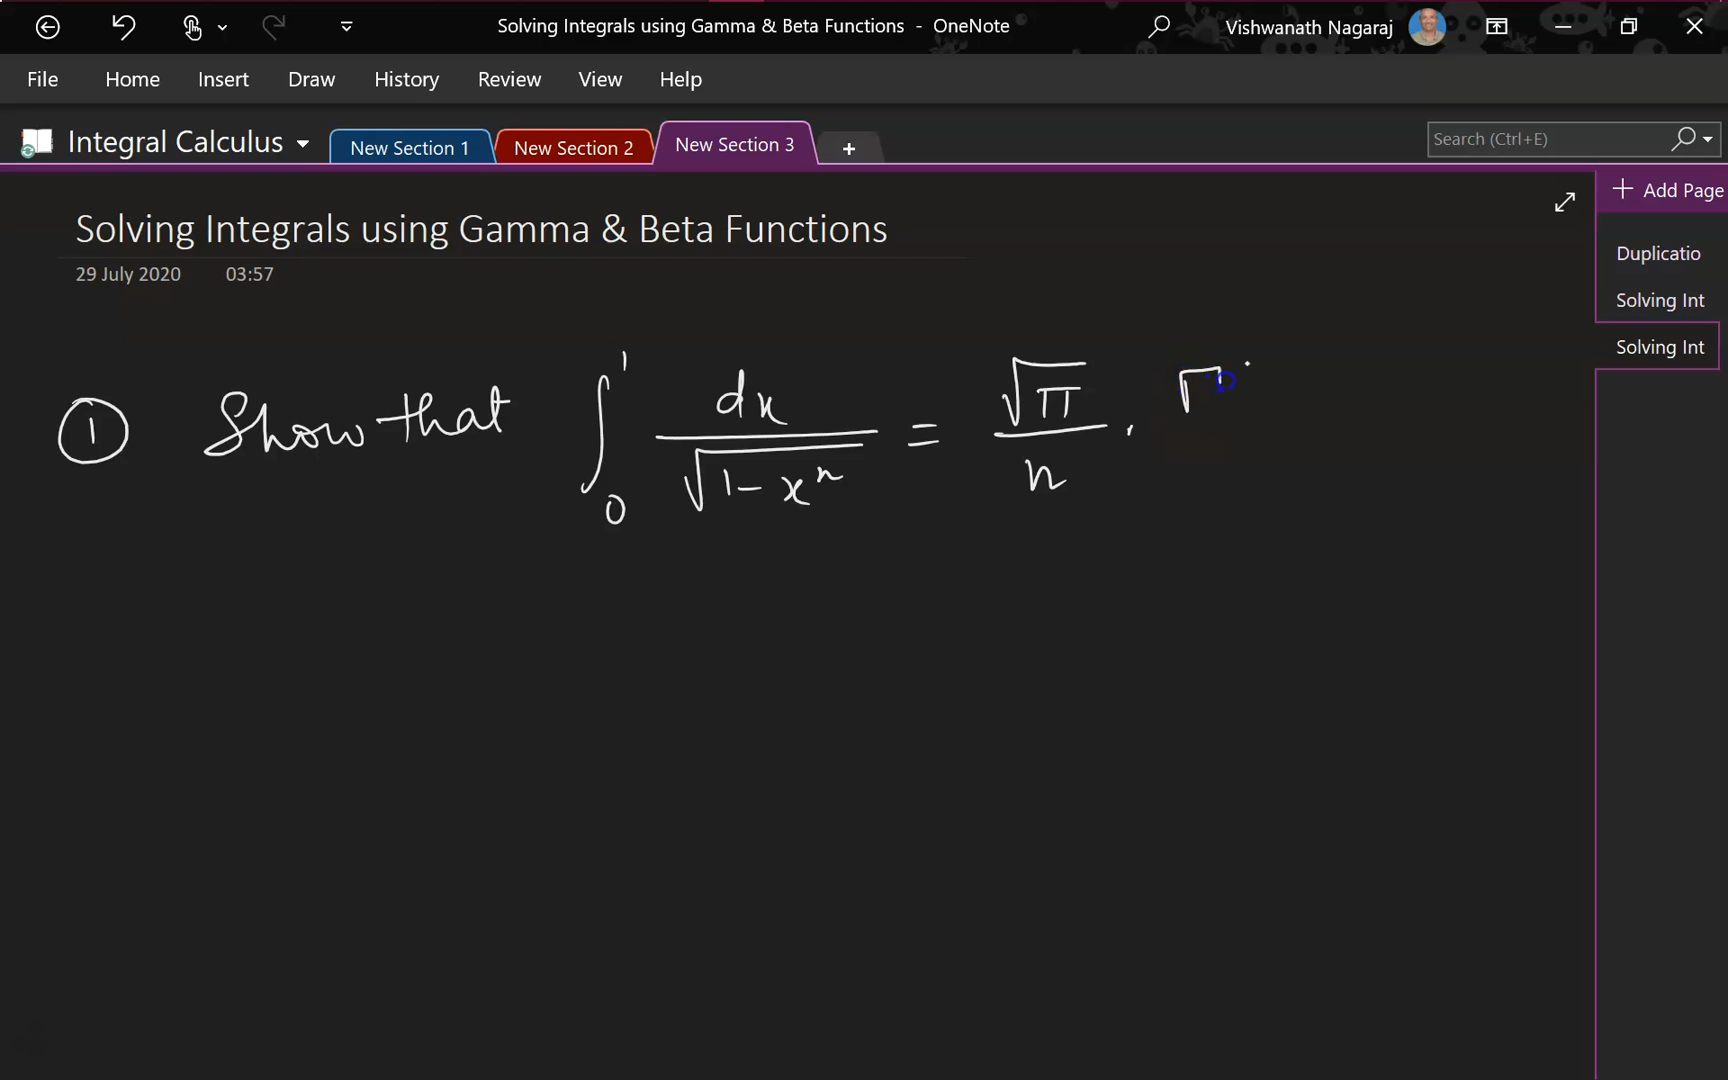 Solving Integrals using Gamma & Beta Functions - OneNote
Vishwanath Nagaraj
File Home Insert Draw History Review View Help
Integral Calculus
New Section 1
New Section 2
New Section 3
+
Search (Ctrl+E)
+ Add Page
Solving Integrals using Gamma & Beta Functions
29 July 2020 03:57
Duplicatio
Solving Int
Solving Int
① Show that ∫₀¹ dx/√(1-xⁿ) = √π/n . Γ